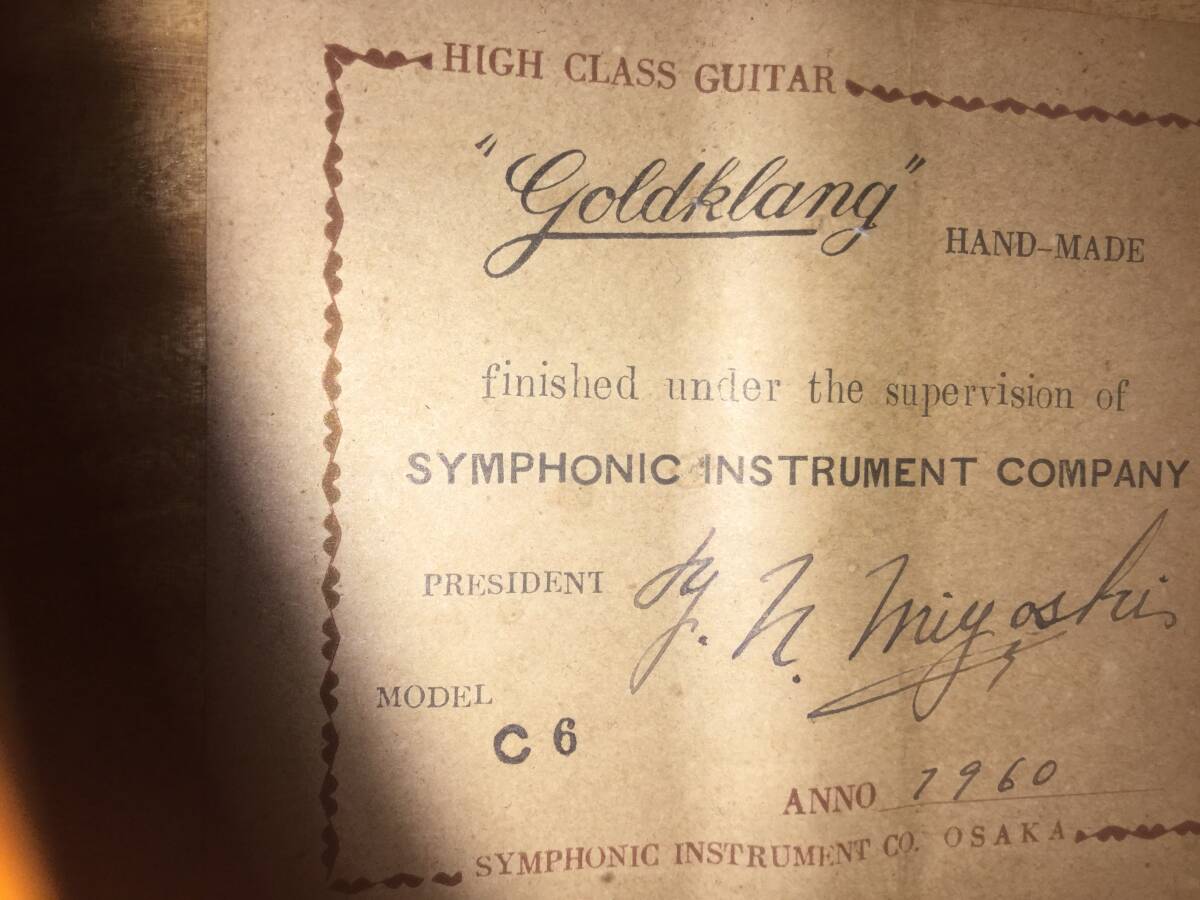 HIGH CLASS GUITAR
"Goldklang" HAND-MADE
finished under the supervision of
SYMPHONIC INSTRUMENT COMPANY
PRESIDENT Y. N. Miyoshi
MODEL
C 6
ANNO 1960
SYMPHONIC INSTRUMENT CO. OSAKA